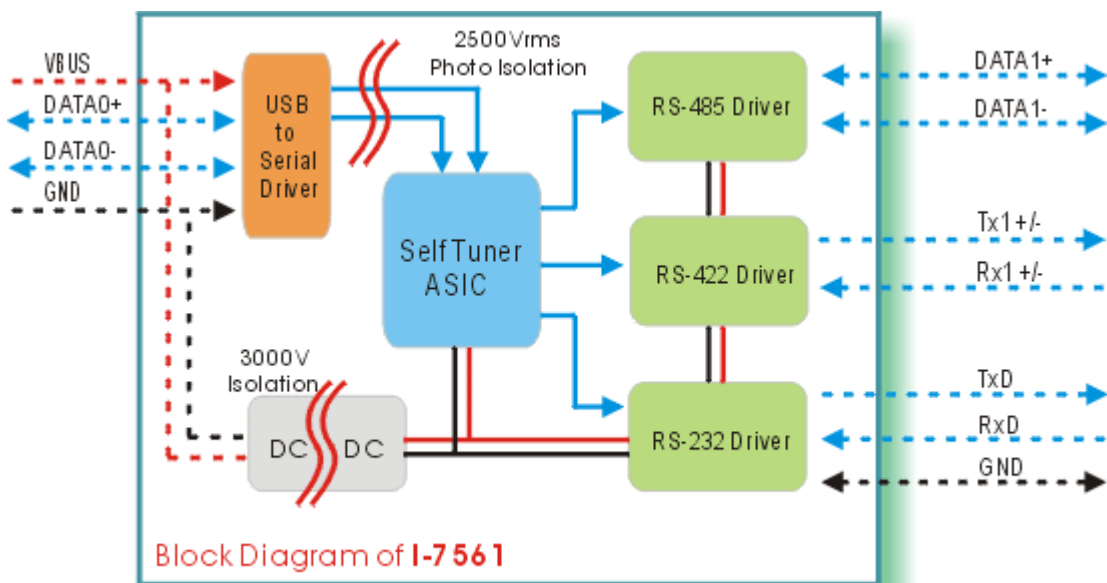 VBUS
DATA0+
DATA0-
GND
USB
to
Serial
Driver
2500Vrms
Photo Isolation
Self Tuner
ASIC
3000V
Isolation
DC DC
RS-485 Driver
RS-422 Driver
RS-232 Driver
DATA1+
DATA1-
Tx1+/-
Rx1+/-
TxD
RxD
GND
Block Diagram of I-7561